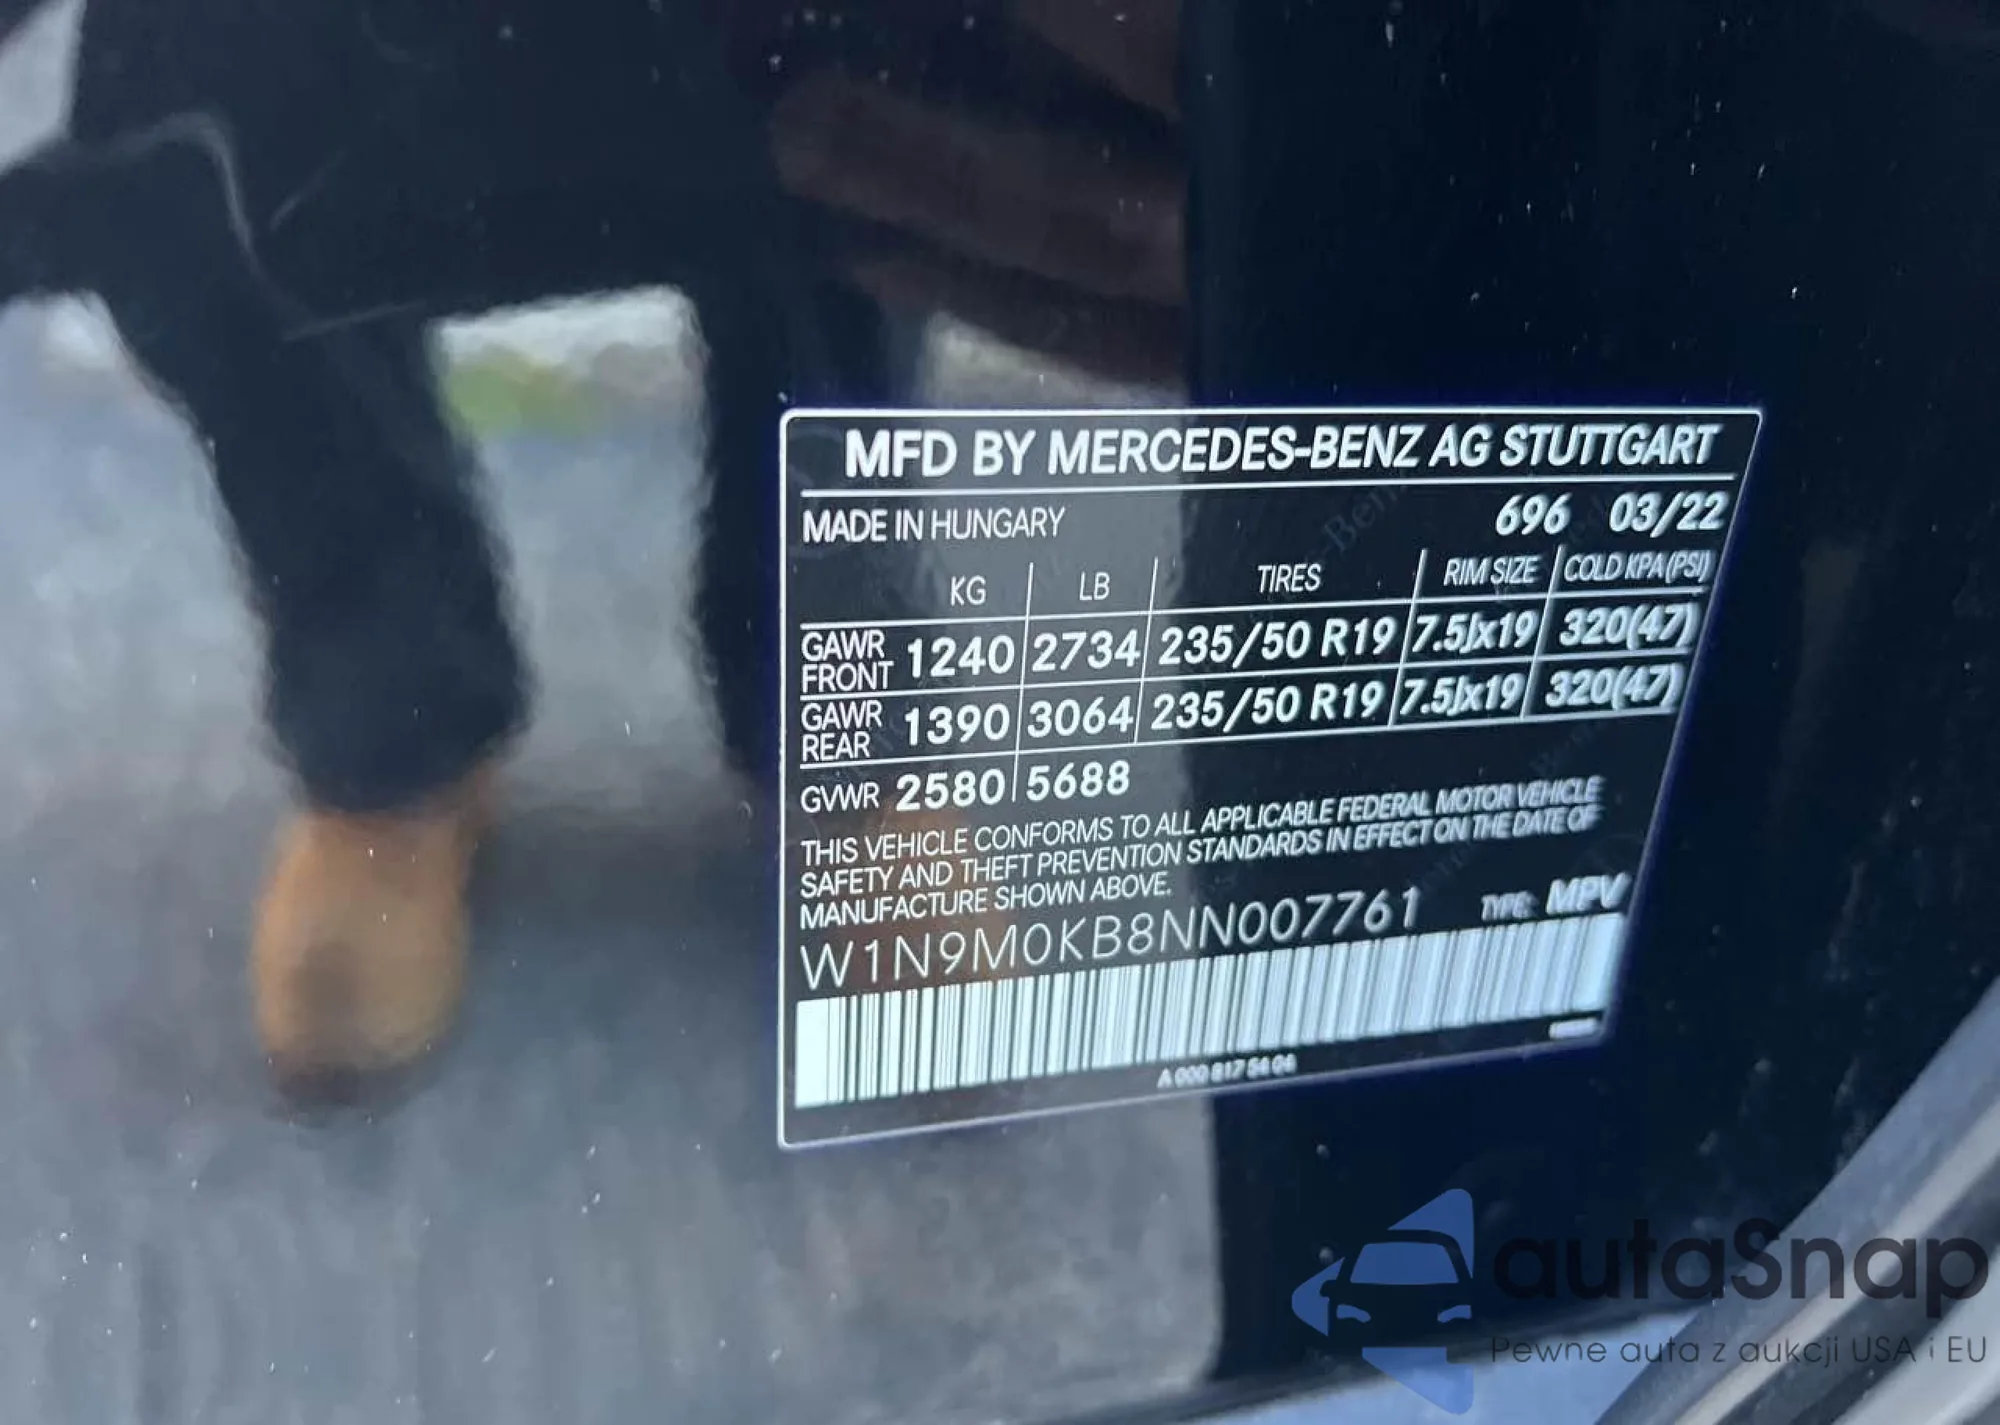 MFD BY MERCEDES-BENZ AG STUTTGART
MADE IN HUNGARY 696 03/22
KG LB TIRES RIM SIZE COLD KPA(PSI)
GAWR FRONT 1240 2734 235/50 R19 7.5Jx19 320(47)
GAWR REAR 1390 3064 235/50 R19 7.5Jx19 320(47)
GVWR 2580 5688
THIS VEHICLE CONFORMS TO ALL APPLICABLE FEDERAL MOTOR VEHICLE
SAFETY AND THEFT PREVENTION STANDARDS IN EFFECT ON THE DATE OF
MANUFACTURE SHOWN ABOVE.
W1N9M0KB8NN007761 TYPE: MPV
A 000 817 54 04
autaSnap
Pewne auta z aukcji USA i EU